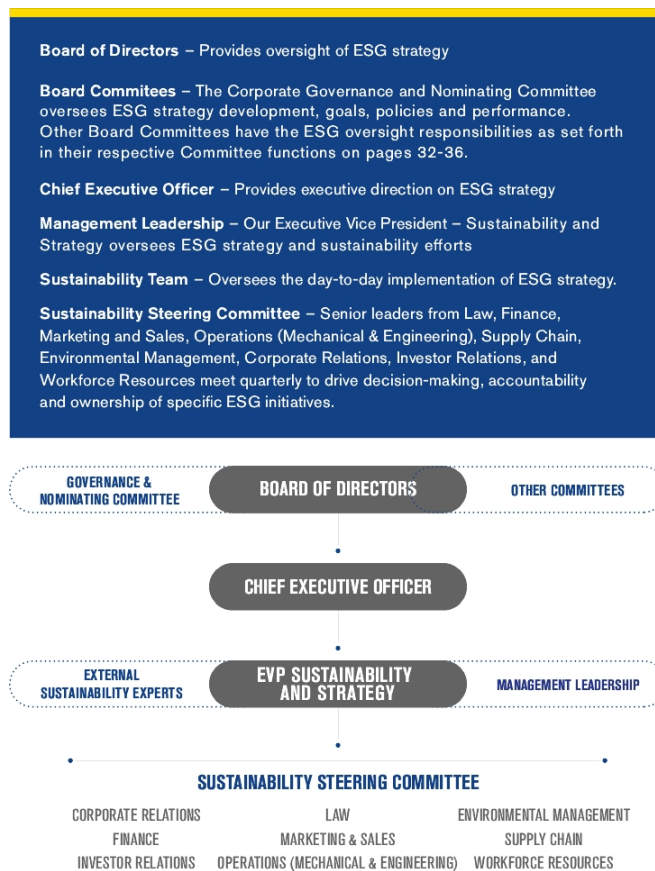 Board of Directors – Provides oversight of ESG strategy
Board Commitees – The Corporate Governance and Nominating Committee
oversees ESG strategy development, goals, policies and performance.
Other Board Committees have the ESG oversight responsibilities as set forth
in their respective Committee functions on pages 32-36.
Chief Executive Officer – Provides executive direction on ESG strategy
Management Leadership – Our Executive Vice President – Sustainability and
Strategy oversees ESG strategy and sustainability efforts
Sustainability Team – Oversees the day-to-day implementation of ESG strategy.
Sustainability Steering Committee – Senior leaders from Law, Finance,
Marketing and Sales, Operations (Mechanical & Engineering), Supply Chain,
Environmental Management, Corporate Relations, Investor Relations, and
Workforce Resources meet quarterly to drive decision-making, accountability
and ownership of specific ESG initiatives.
GOVERNANCE &
NOMINATING COMMITTEE
BOARD OF DIRECTORS
OTHER COMMITTEES
CHIEF EXECUTIVE OFFICER
EXTERNAL
SUSTAINABILITY EXPERTS
EVP SUSTAINABILITY
AND STRATEGY
MANAGEMENT LEADERSHIP
SUSTAINABILITY STEERING COMMITTEE
CORPORATE RELATIONS
FINANCE
INVESTOR RELATIONS
LAW
MARKETING & SALES
OPERATIONS (MECHANICAL & ENGINEERING)
ENVIRONMENTAL MANAGEMENT
SUPPLY CHAIN
WORKFORCE RESOURCES